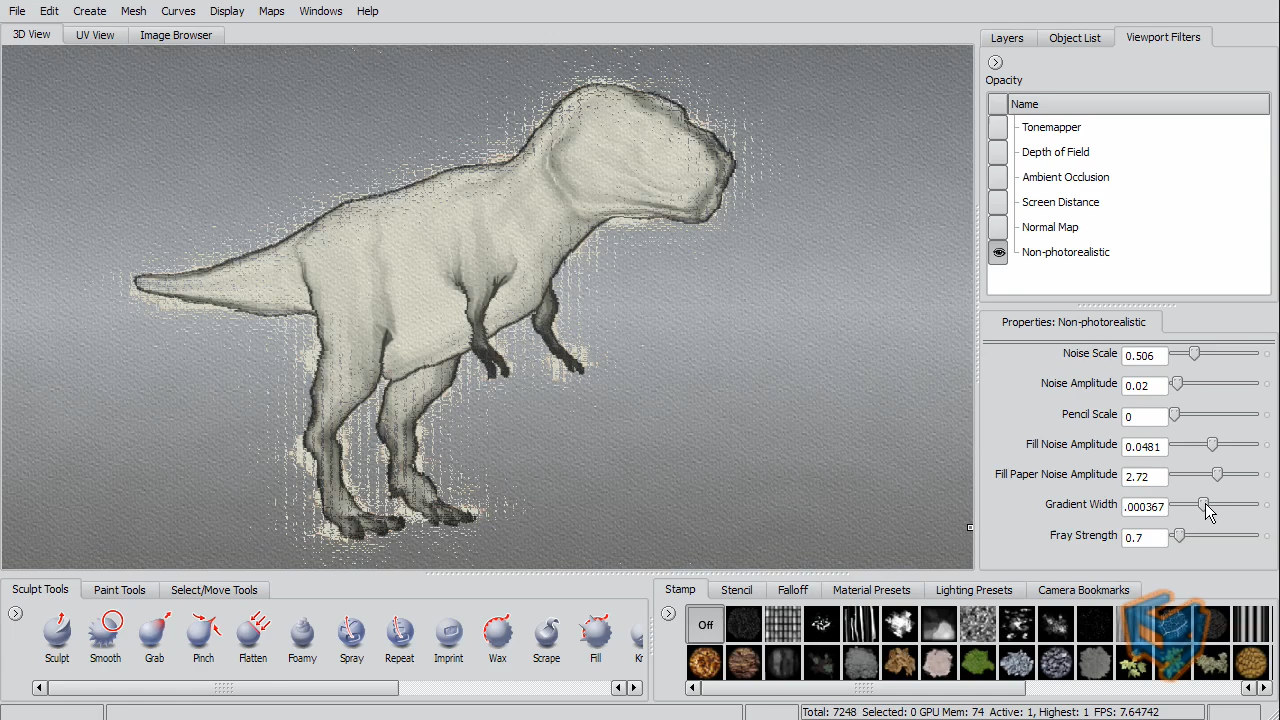 File Edit Create Mesh Curves Display Maps Windows Help
3D View UV View Image Browser
Layers Object List Viewport Filters
Opacity
Name
Tonemapper
Depth of Field
Ambient Occlusion
Screen Distance
Normal Map
Non-photorealistic
Properties: Non-photorealistic
Noise Scale 0.506
Noise Amplitude 0.02
Pencil Scale 0
Fill Noise Amplitude 0.0481
Fill Paper Noise Amplitude 2.72
Gradient Width .000367
Fray Strength 0.7
Sculpt Tools Paint Tools Select/Move Tools
Sculpt Smooth Grab Pinch Flatten Foamy Spray Repeat Imprint Wax Scrape Fill
Stamp Stencil Falloff Material Presets Lighting Presets Camera Bookmarks
Off
Total: 7248 Selected: 0 GPU Mem: 74 Active: 1, Highest: 1 FPS: 7.64742